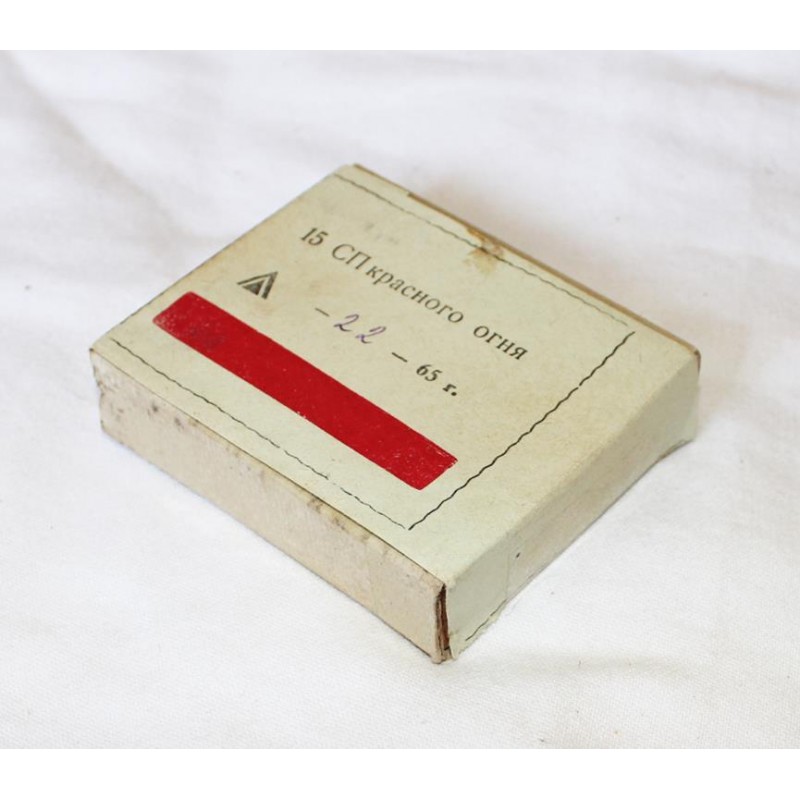 15 СП красного огня
– 22 – 65 г.